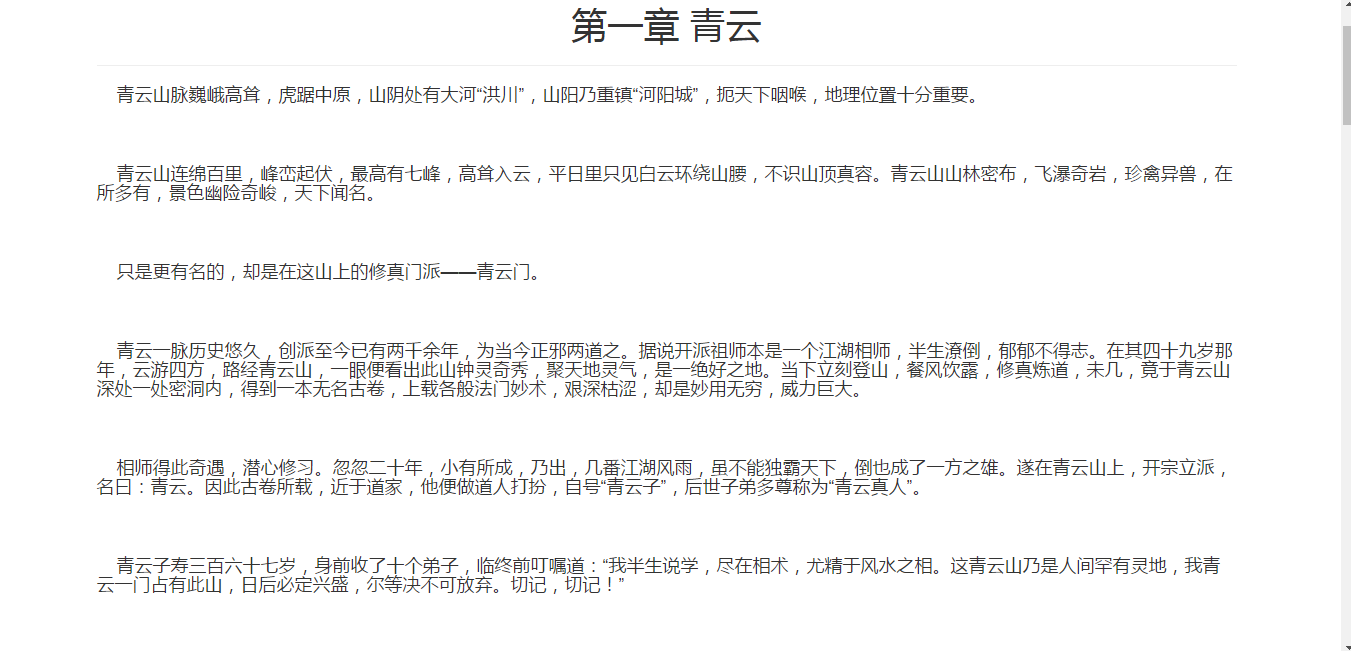 第一章 青云
青云山脉巍峨高耸，虎踞中原，山阴处有大河“洪川”，山阳乃重镇“河阳城”，扼天下咽喉，地理位置十分重要。
青云山连绵百里，峰峦起伏，最高有七峰，高耸入云，平日里只见白云环绕山腰，不识山顶真容。青云山山林密布，飞瀑奇岩，珍禽异兽，在
所多有，景色幽险奇峻，天下闻名。
只是更有名的，却是在这山上的修真门派——青云门。
青云一脉历史悠久，创派至今已有两千余年，为当今正邪两道之。据说开派祖师本是一个江湖相师，半生潦倒，郁郁不得志。在其四十九岁那
年，云游四方，路经青云山，一眼便看出此山钟灵奇秀，聚天地灵气，是一绝好之地。当下立刻登山，餐风饮露，修真炼道，未几，竟于青云山
深处一处密洞内，得到一本无名古卷，上载各般法门妙术，艰深枯涩，却是妙用无穷，威力巨大。
相师得此奇遇，潜心修习。忽忽二十年，小有所成，乃出，几番江湖风雨，虽不能独霸天下，倒也成了一方之雄。遂在青云山上，开宗立派，
名曰：青云。因此古卷所载，近于道家，他便做道人打扮，自号“青云子”，后世子弟多尊称为“青云真人”。
青云子寿三百六十七岁，身前收了十个弟子，临终前叮嘱道：“我半生说学，尽在相术，尤精于风水之相。这青云山乃是人间罕有灵地，我青
云一门占有此山，日后必定兴盛，尔等决不可放弃。切记，切记！”